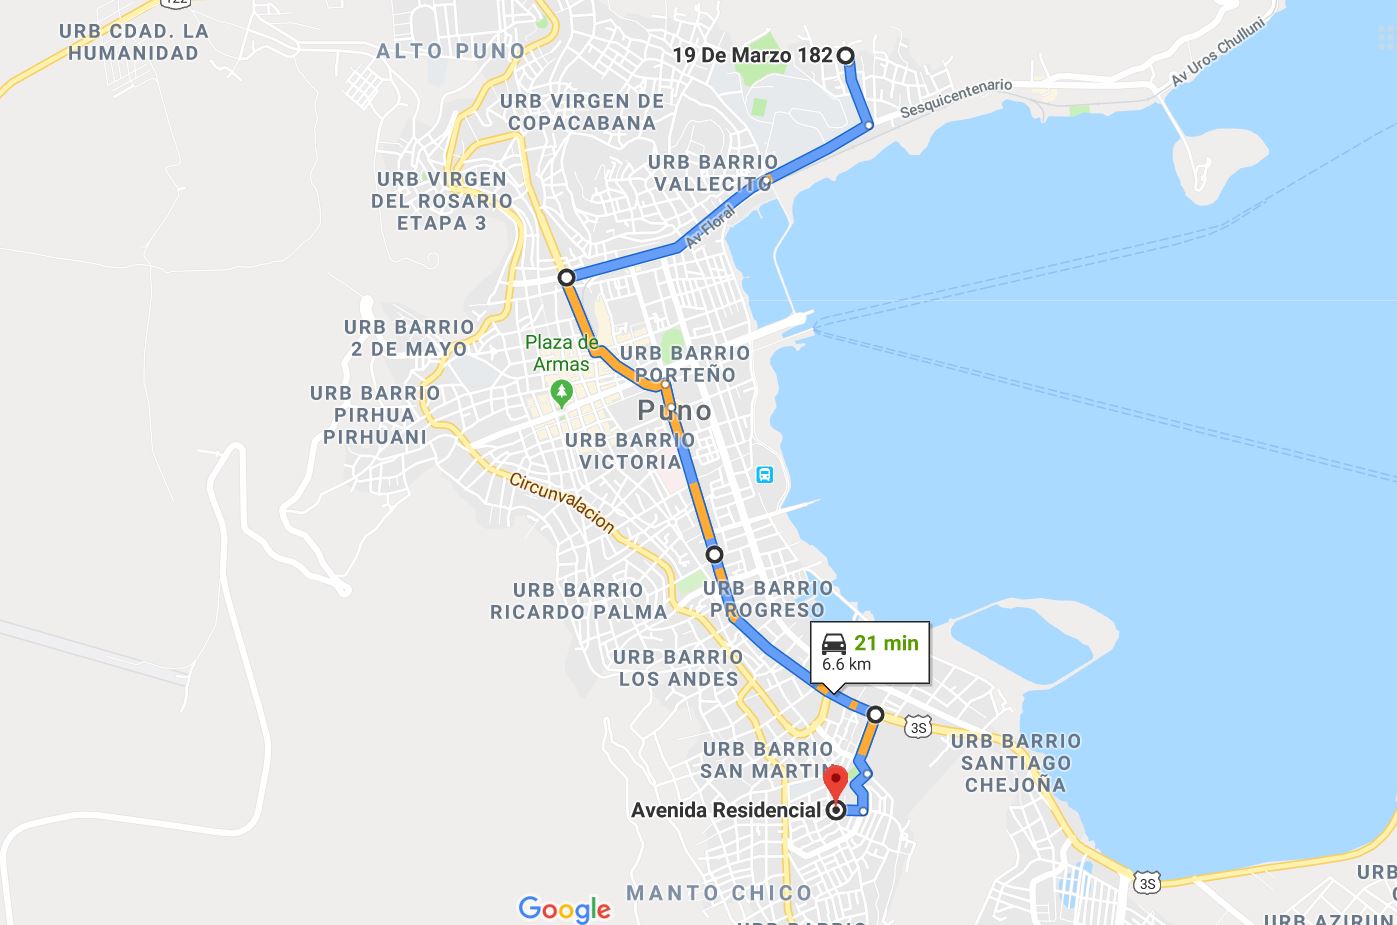 122
URB CDAD. LA
HUMANIDAD
ALTO PUNO
19 De Marzo 182
Av Uros Chulluni
Sesquicentenario
URB VIRGEN DE
COPACABANA
URB BARRIO
VALLECITO
URB VIRGEN
DEL ROSARIO
ETAPA 3
Av Floral
URB BARRIO
2 DE MAYO
Plaza de
Armas
URB BARRIO
PORTEÑO
URB BARRIO
PIRHUA
PIRHUANI
Puno
URB BARRIO
VICTORIA
Circunvalacion
URB BARRIO
RICARDO PALMA
URB BARRIO
PROGRESO
21 min
6.6 km
URB BARRIO
LOS ANDES
3S
URB BARRIO
SAN MARTIN
URB BARRIO
SANTIAGO
CHEJOÑA
Avenida Residencial
3S
MANTO CHICO
URB
Google
URB BARRIO
URB AZIRUN